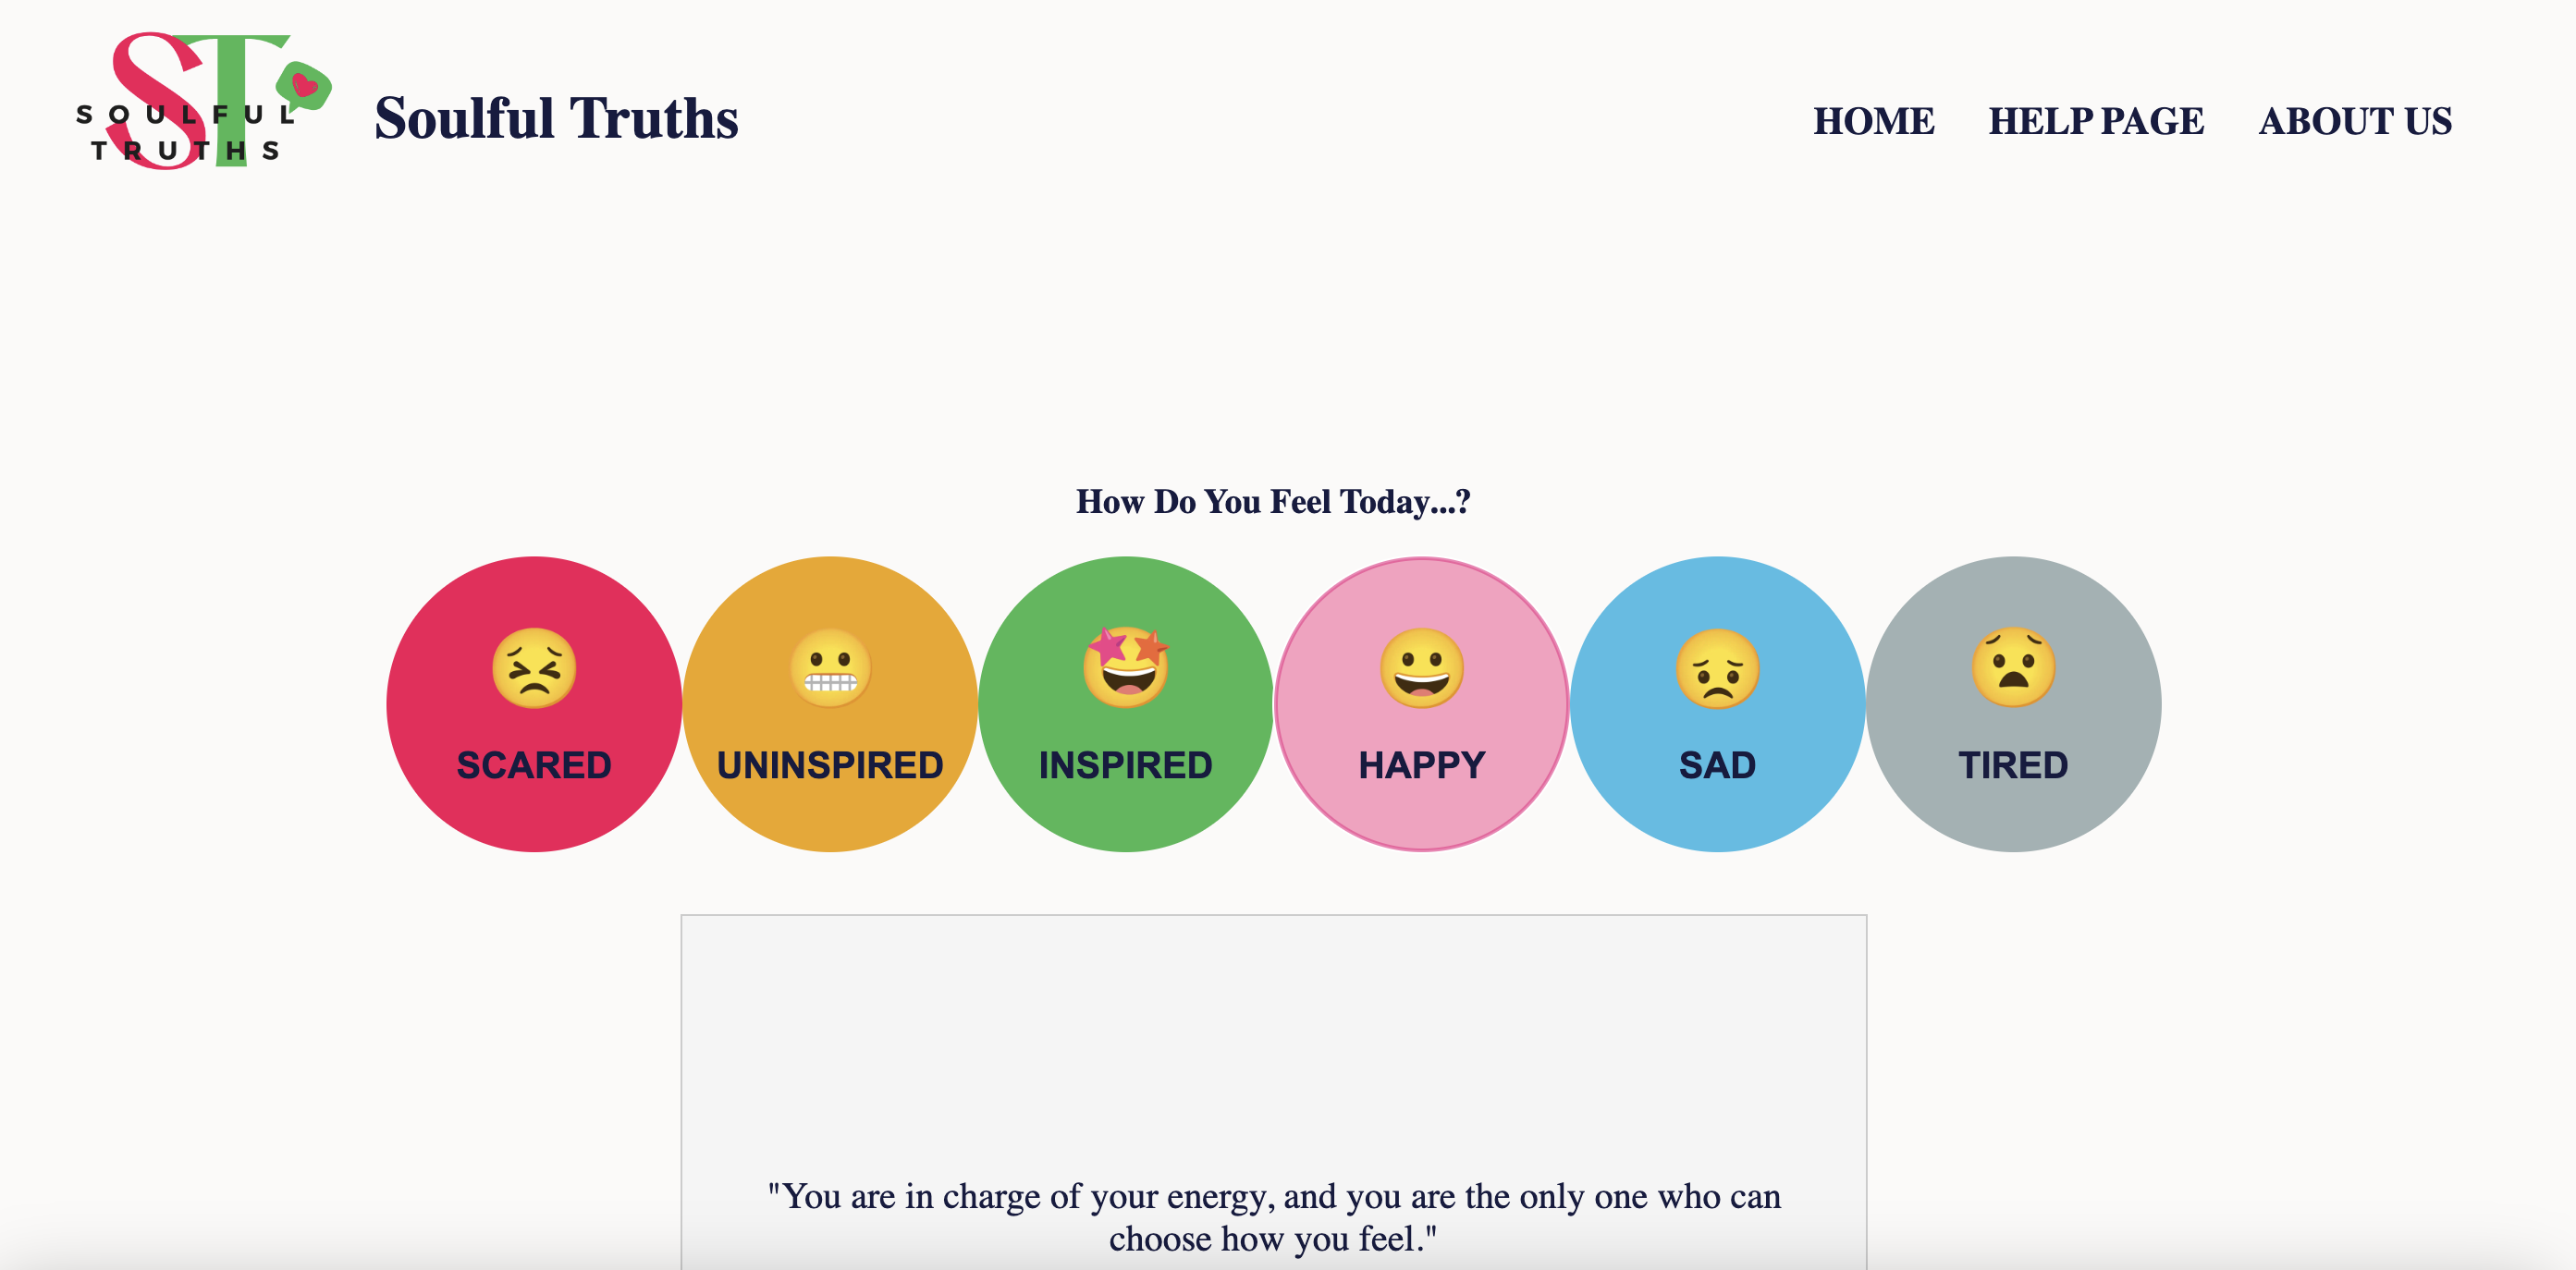 SOULFUL
TRUTHS
Soulful Truths
HOME HELP PAGE ABOUT US
How Do You Feel Today...?
SCARED UNINSPIRED INSPIRED HAPPY SAD TIRED
"You are in charge of your energy, and you are the only one who can
choose how you feel."